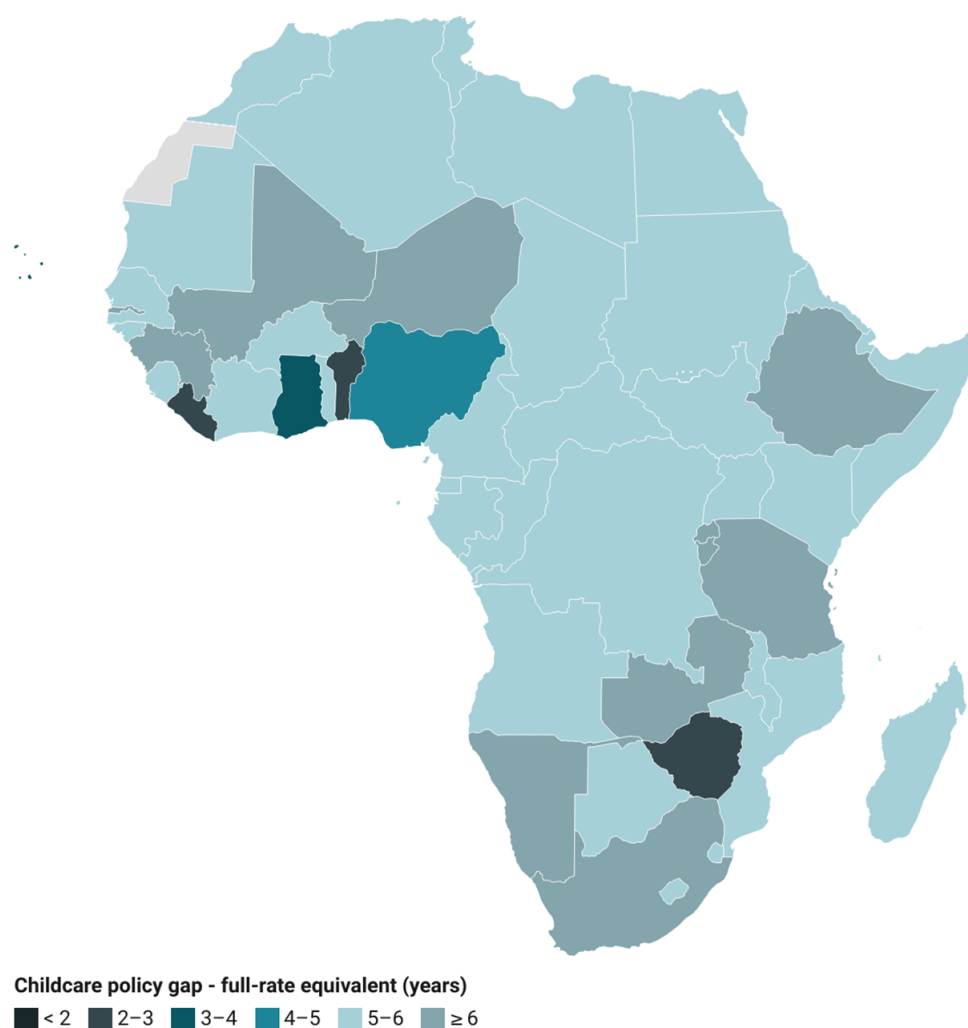 Childcare policy gap - full-rate equivalent (years)
< 2 2–3 3–4 4–5 5–6 ≥ 6